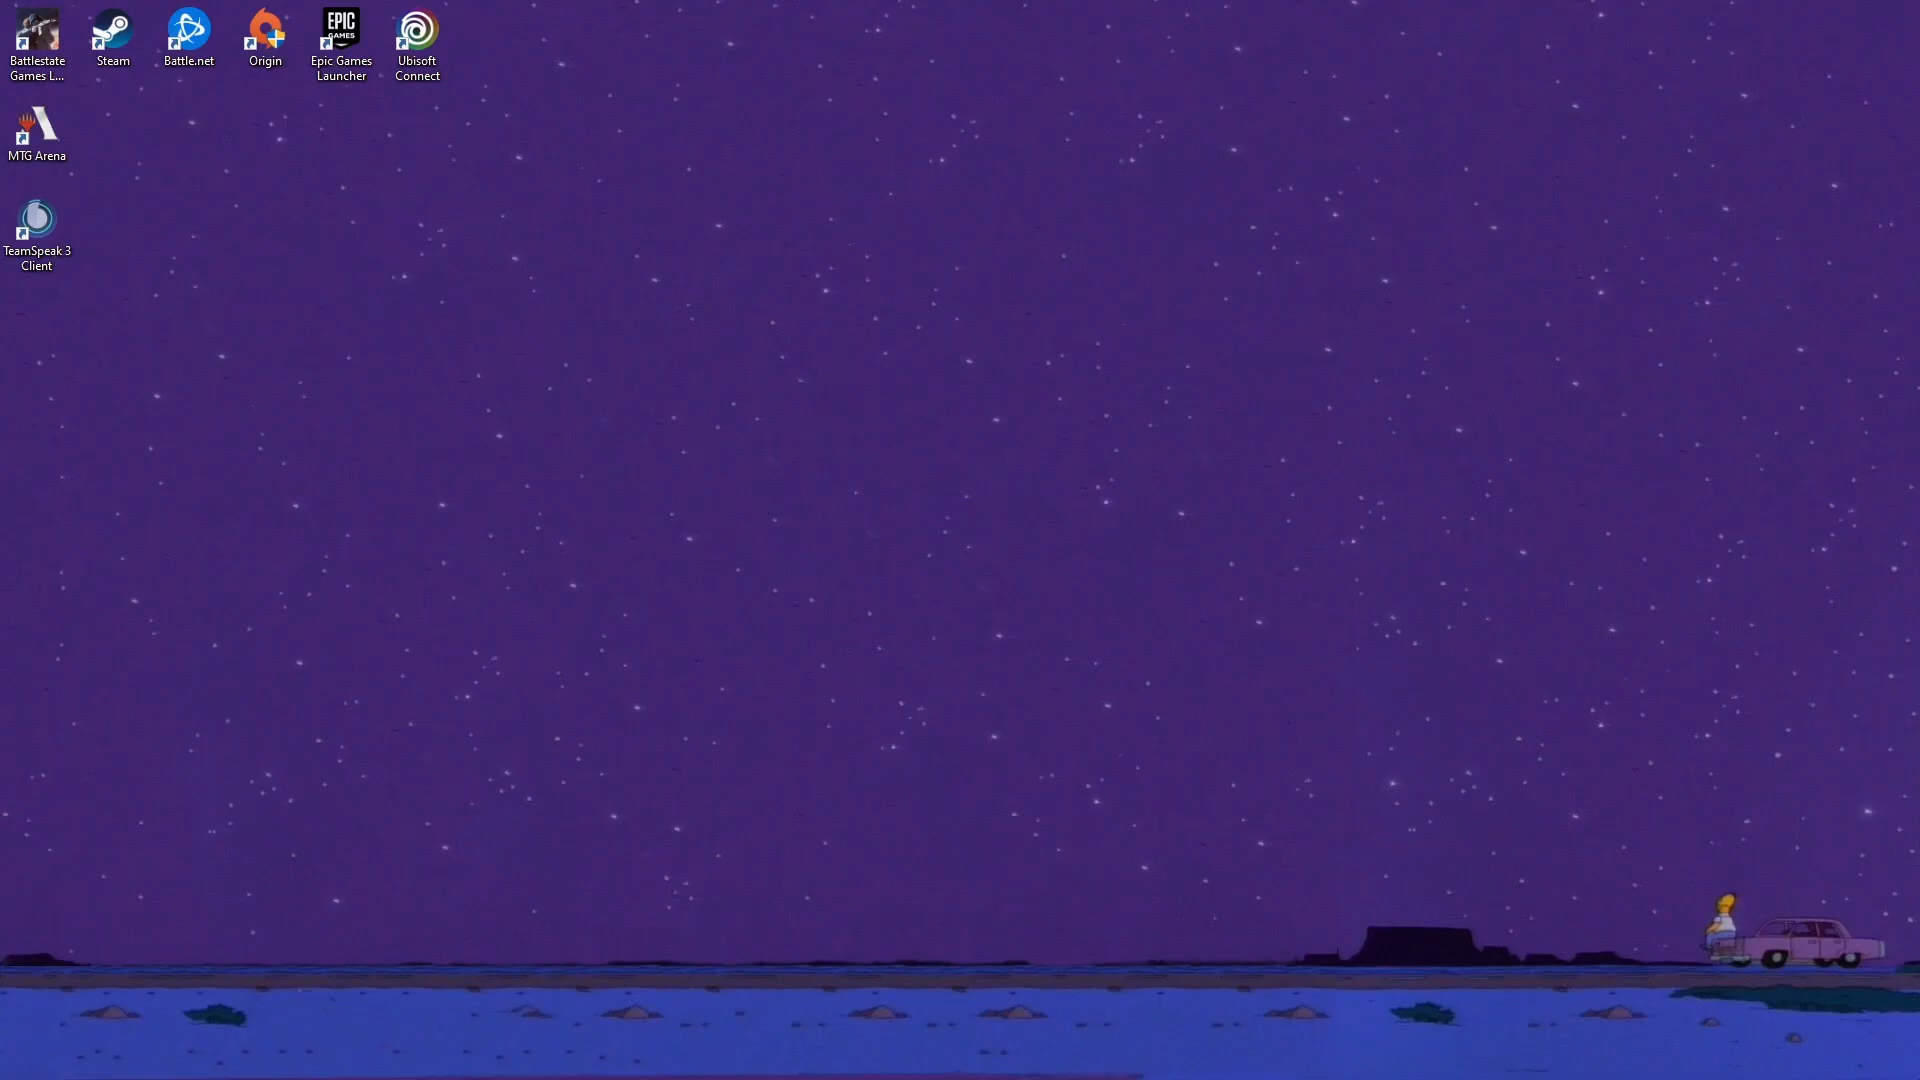 Battlestate
Games L...
Steam
Battle.net
Origin
EPIC
GAMES
Epic Games
Launcher
Ubisoft
Connect
MTG Arena
TeamSpeak 3
Client